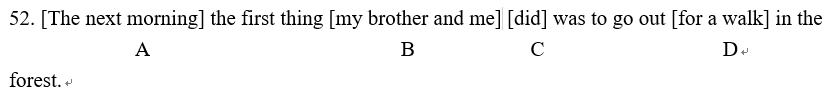 52. [The next morning] the first thing [my brother and me] [did] was to go out [for a walk] in the
A B C D
forest.